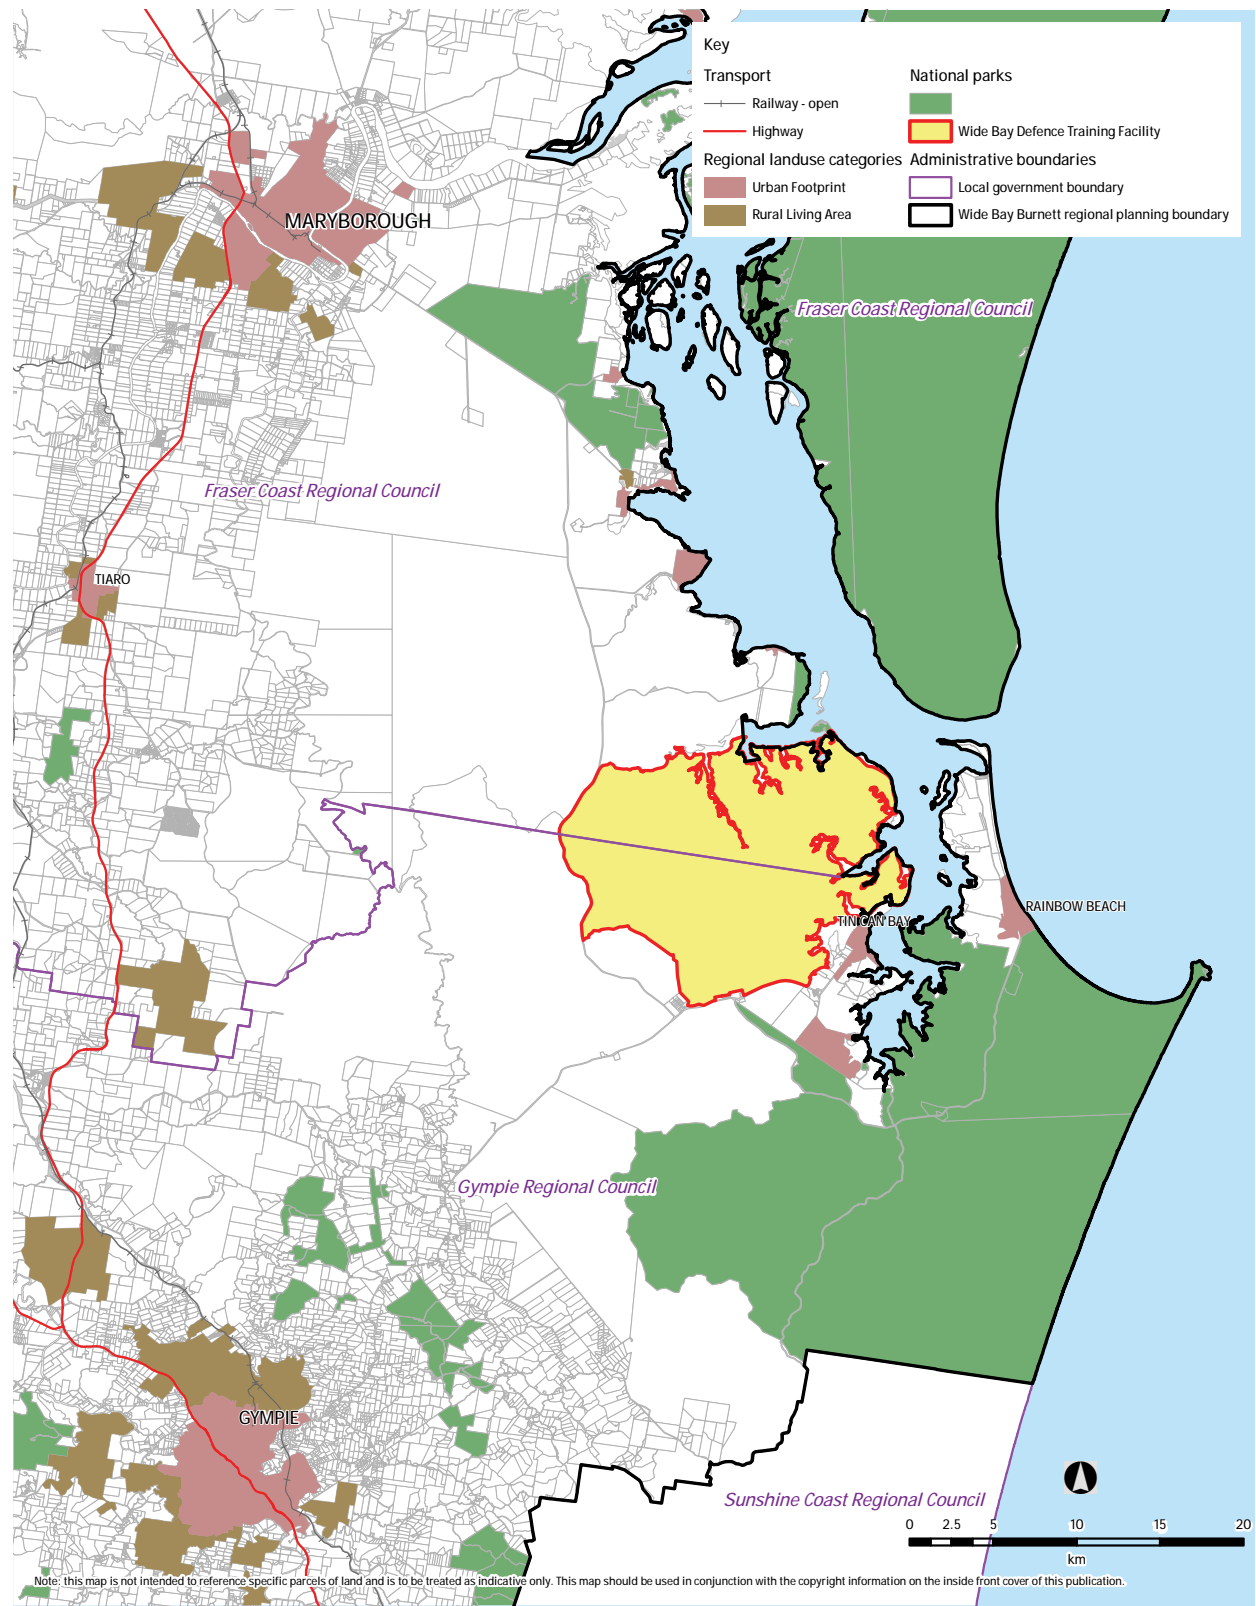 Key
Transport
Railway - open
Highway
Regional landuse categories
Urban Footprint
Rural Living Area
National parks
Wide Bay Defence Training Facility
Administrative boundaries
Local government boundary
Wide Bay Burnett regional planning boundary
MARYBOROUGH
Fraser Coast Regional Council
Fraser Coast Regional Council
TIARO
RAINBOW BEACH
TIN CAN BAY
Gympie Regional Council
GYMPIE
Sunshine Coast Regional Council
0 2.5 5 10 15 20
km
Note: this map is not intended to reference specific parcels of land and is to be treated as indicative only. This map should be used in conjunction with the copyright information on the inside front cover of this publication.